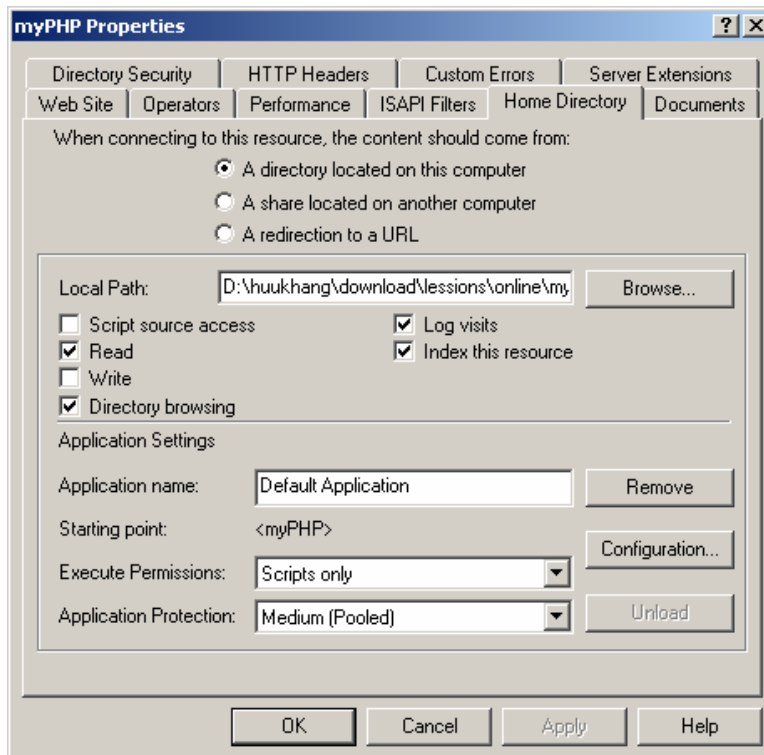 myPHP Properties
Directory Security HTTP Headers Custom Errors Server Extensions
Web Site Operators Performance ISAPI Filters Home Directory Documents
When connecting to this resource, the content should come from:
A directory located on this computer
A share located on another computer
A redirection to a URL
Local Path: D:\huukhang\download\lessions\online\my Browse...
Script source access Log visits
Read Index this resource
Write
Directory browsing
Application Settings
Application name: Default Application Remove
Starting point: <myPHP>
Configuration...
Execute Permissions: Scripts only
Application Protection: Medium (Pooled) Unload
OK Cancel Apply Help